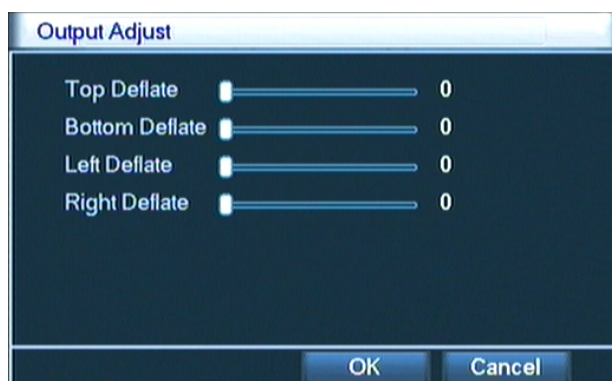 Output Adjust
Top Deflate 0
Bottom Deflate 0
Left Deflate 0
Right Deflate 0
OK Cancel